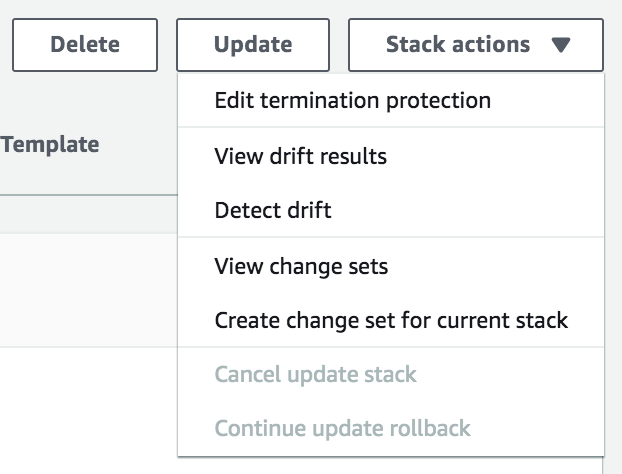 Delete
Update
Stack actions
Edit termination protection
Template
View drift results
Detect drift
View change sets
Create change set for current stack
Cancel update stack
Continue update rollback